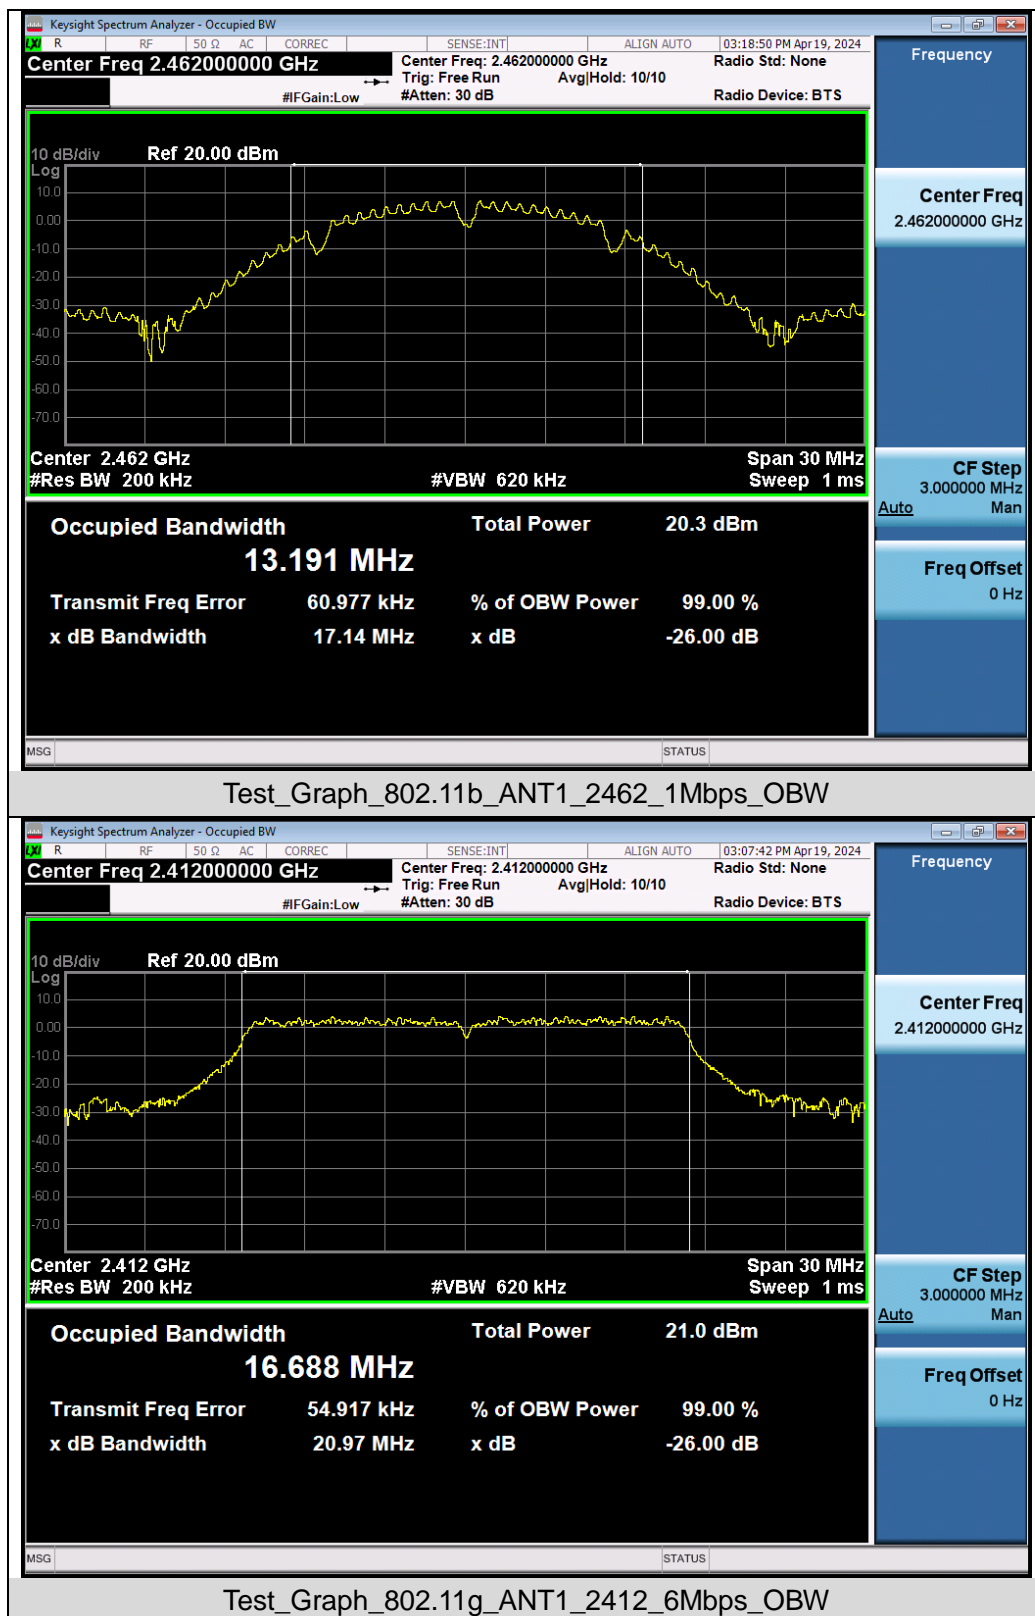 Keysight Spectrum Analyzer - Occupied BW
LXI R RF 50 Ω AC CORREC SENSE:INT ALIGN AUTO 03:18:50 PM Apr 19, 2024
Center Freq 2.462000000 GHz
Center Freq: 2.462000000 GHz
Radio Std: None
Trig: Free Run Avg|Hold: 10/10
#IFGain:Low
#Atten: 30 dB
Radio Device: BTS
Frequency
10 dB/div Ref 20.00 dBm
Log
10.0
0.00
-10.0
-20.0
-30.0
-40.0
-50.0
-60.0
-70.0
Center 2.462 GHz Span 30 MHz
#Res BW 200 kHz #VBW 620 kHz Sweep 1 ms
Center Freq
2.462000000 GHz
CF Step
3.000000 MHz
Auto Man
Freq Offset
0 Hz
Occupied Bandwidth Total Power 20.3 dBm
13.191 MHz
Transmit Freq Error 60.977 kHz % of OBW Power 99.00 %
x dB Bandwidth 17.14 MHz x dB -26.00 dB
MSG STATUS
Test_Graph_802.11b_ANT1_2462_1Mbps_OBW
Keysight Spectrum Analyzer - Occupied BW
LXI R RF 50 Ω AC CORREC SENSE:INT ALIGN AUTO 03:07:42 PM Apr 19, 2024
Center Freq 2.412000000 GHz
Center Freq: 2.412000000 GHz
Radio Std: None
Trig: Free Run Avg|Hold: 10/10
#IFGain:Low
#Atten: 30 dB
Radio Device: BTS
Frequency
10 dB/div Ref 20.00 dBm
Log
10.0
0.00
-10.0
-20.0
-30.0
-40.0
-50.0
-60.0
-70.0
Center 2.412 GHz Span 30 MHz
#Res BW 200 kHz #VBW 620 kHz Sweep 1 ms
Center Freq
2.412000000 GHz
CF Step
3.000000 MHz
Auto Man
Freq Offset
0 Hz
Occupied Bandwidth Total Power 21.0 dBm
16.688 MHz
Transmit Freq Error 54.917 kHz % of OBW Power 99.00 %
x dB Bandwidth 20.97 MHz x dB -26.00 dB
MSG STATUS
Test_Graph_802.11g_ANT1_2412_6Mbps_OBW